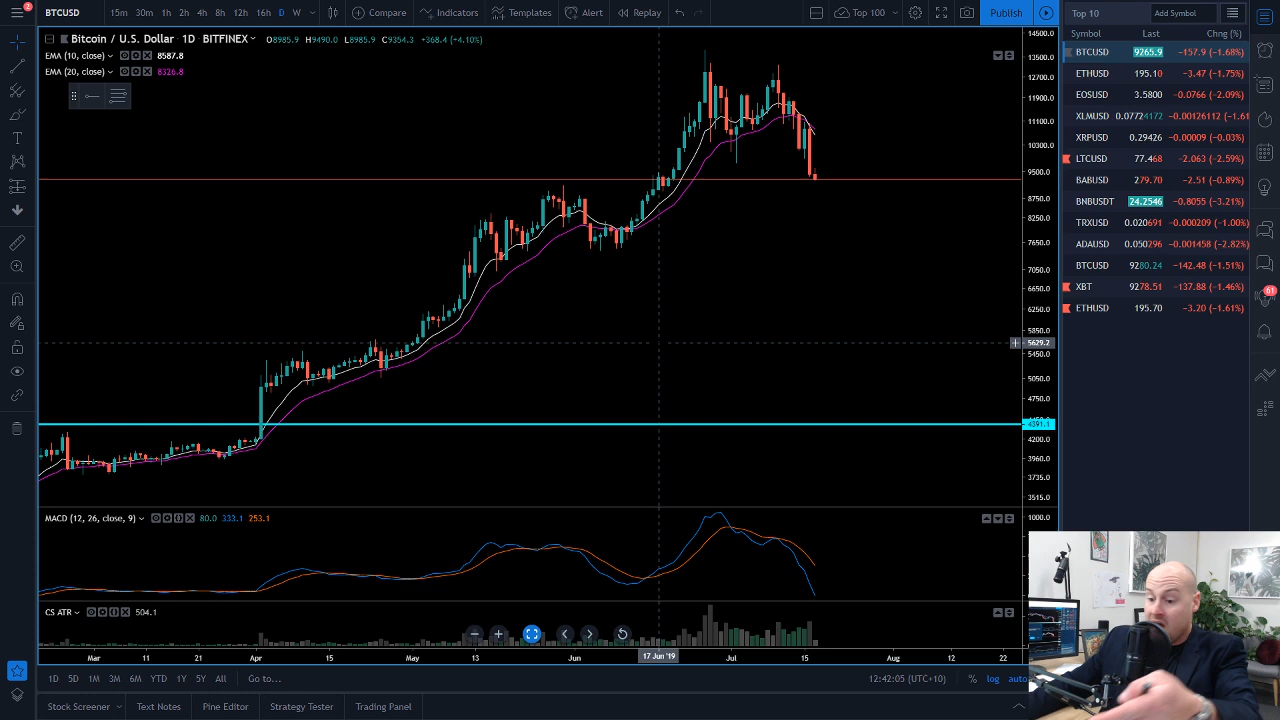 2
BTCUSD 15m 30m 1h 2h 4h 8h 12h 16h D W Compare Indicators Templates Alert Replay Top 100 Publish
Top 10 Add Symbol
Symbol Last Chng (%)
Bitcoin / U.S. Dollar · 1D · BITFINEX O8985.9 H9490.0 L8985.9 C9354.3 +368.4 (+4.10%)
EMA (10, close) 8587.8
EMA (20, close) 8326.8
14500.0
13500.0
12700.0
11900.0
11100.0
10300.0
9500.0
8750.0
8250.0
7650.0
7050.0
6650.0
6250.0
5850.0
5629.2
5450.0
5050.0
4750.0
4391.1
4200.0
3960.0
3735.0
3515.0
BTCUSD 9265.9 −157.9 (−1.68%)
ETHUSD 195.10 −3.47 (−1.75%)
EOSUSD 3.5800 −0.0766 (−2.09%)
XLMUSD 0.07724172 −0.00126112 (−1.61
XRPUSD 0.29426 −0.00009 (−0.03%)
LTCUSD 77.468 −2.063 (−2.59%)
BABUSD 279.70 −2.51 (−0.89%)
BNBUSDT 24.2546 −0.8055 (−3.21%)
TRXUSD 0.020691 −0.000209 (−1.00%)
ADAUSD 0.050296 −0.001458 (−2.82%)
BTCUSD 9280.24 −142.48 (−1.51%)
XBT 9278.51 −137.88 (−1.46%)
ETHUSD 195.70 −3.20 (−1.61%)
61
MACD (12, 26, close, 9) 80.0 333.1 253.1
1000.0
CS ATR 504.1
Mar 11 21 Apr 15 May 13 Jun 17 Jun '19 Jul 15 Aug 12 22
1D 5D 1M 3M 6M YTD 1Y 5Y All Go to... 12:42:05 (UTC+10) % log auto
Stock Screener Text Notes Pine Editor Strategy Tester Trading Panel